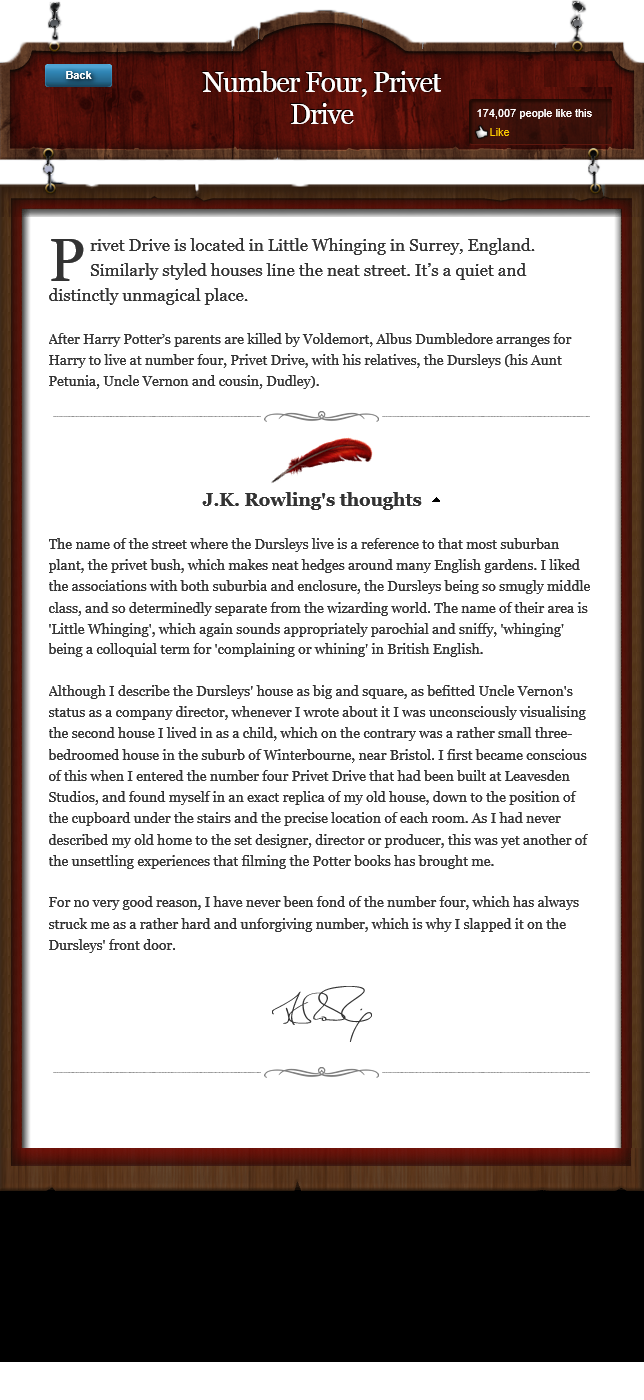 Back
Number Four, Privet
Drive
174,007 people like this
Like
Privet Drive is located in Little Whinging in Surrey, England.
Similarly styled houses line the neat street. It’s a quiet and
distinctly unmagical place.
After Harry Potter’s parents are killed by Voldemort, Albus Dumbledore arranges for
Harry to live at number four, Privet Drive, with his relatives, the Dursleys (his Aunt
Petunia, Uncle Vernon and cousin, Dudley).
J.K. Rowling's thoughts
The name of the street where the Dursleys live is a reference to that most suburban
plant, the privet bush, which makes neat hedges around many English gardens. I liked
the associations with both suburbia and enclosure, the Dursleys being so smugly middle
class, and so determinedly separate from the wizarding world. The name of their area is
'Little Whinging', which again sounds appropriately parochial and sniffy, 'whinging'
being a colloquial term for 'complaining or whining' in British English.
Although I describe the Dursleys' house as big and square, as befitted Uncle Vernon's
status as a company director, whenever I wrote about it I was unconsciously visualising
the second house I lived in as a child, which on the contrary was a rather small three-
bedroomed house in the suburb of Winterbourne, near Bristol. I first became conscious
of this when I entered the number four Privet Drive that had been built at Leavesden
Studios, and found myself in an exact replica of my old house, down to the position of
the cupboard under the stairs and the precise location of each room. As I had never
described my old home to the set designer, director or producer, this was yet another of
the unsettling experiences that filming the Potter books has brought me.
For no very good reason, I have never been fond of the number four, which has always
struck me as a rather hard and unforgiving number, which is why I slapped it on the
Dursleys' front door.